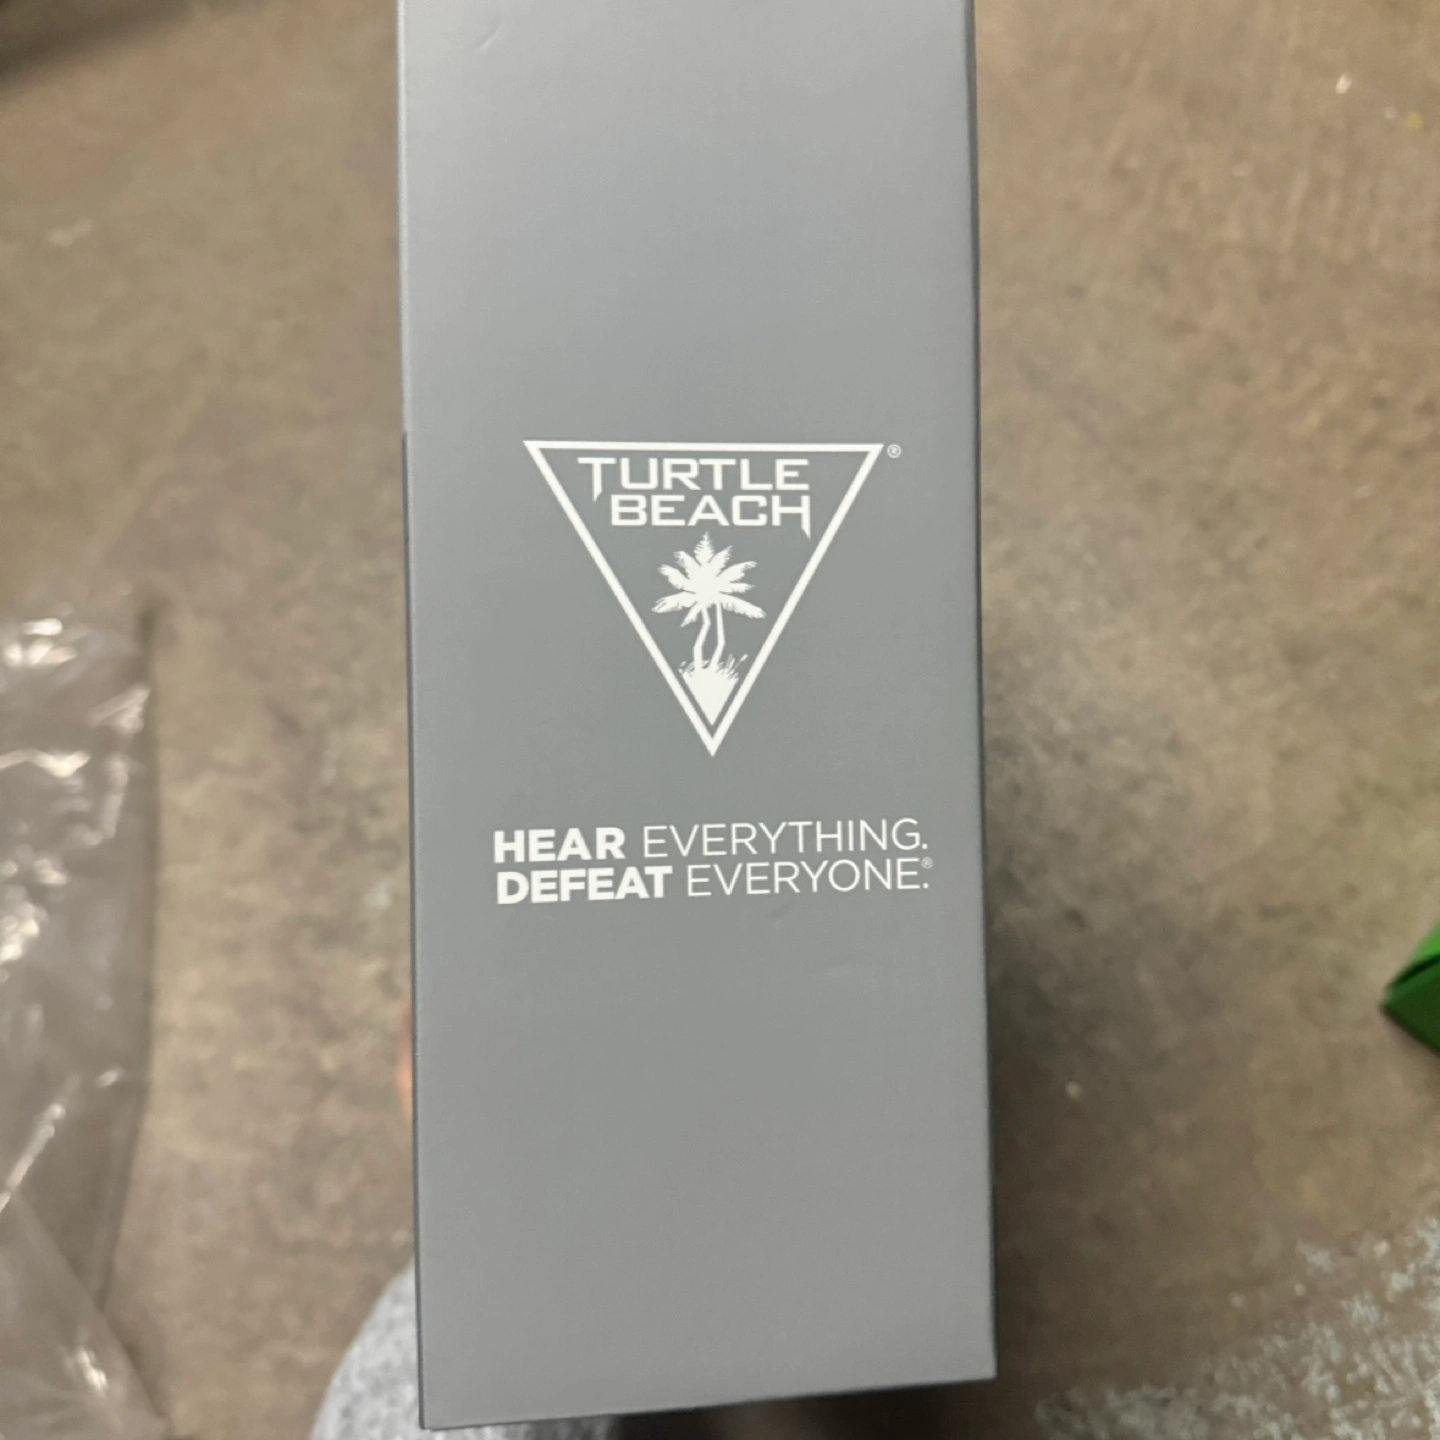 TURTLE
BEACH®
HEAR EVERYTHING.
DEFEAT EVERYONE.®